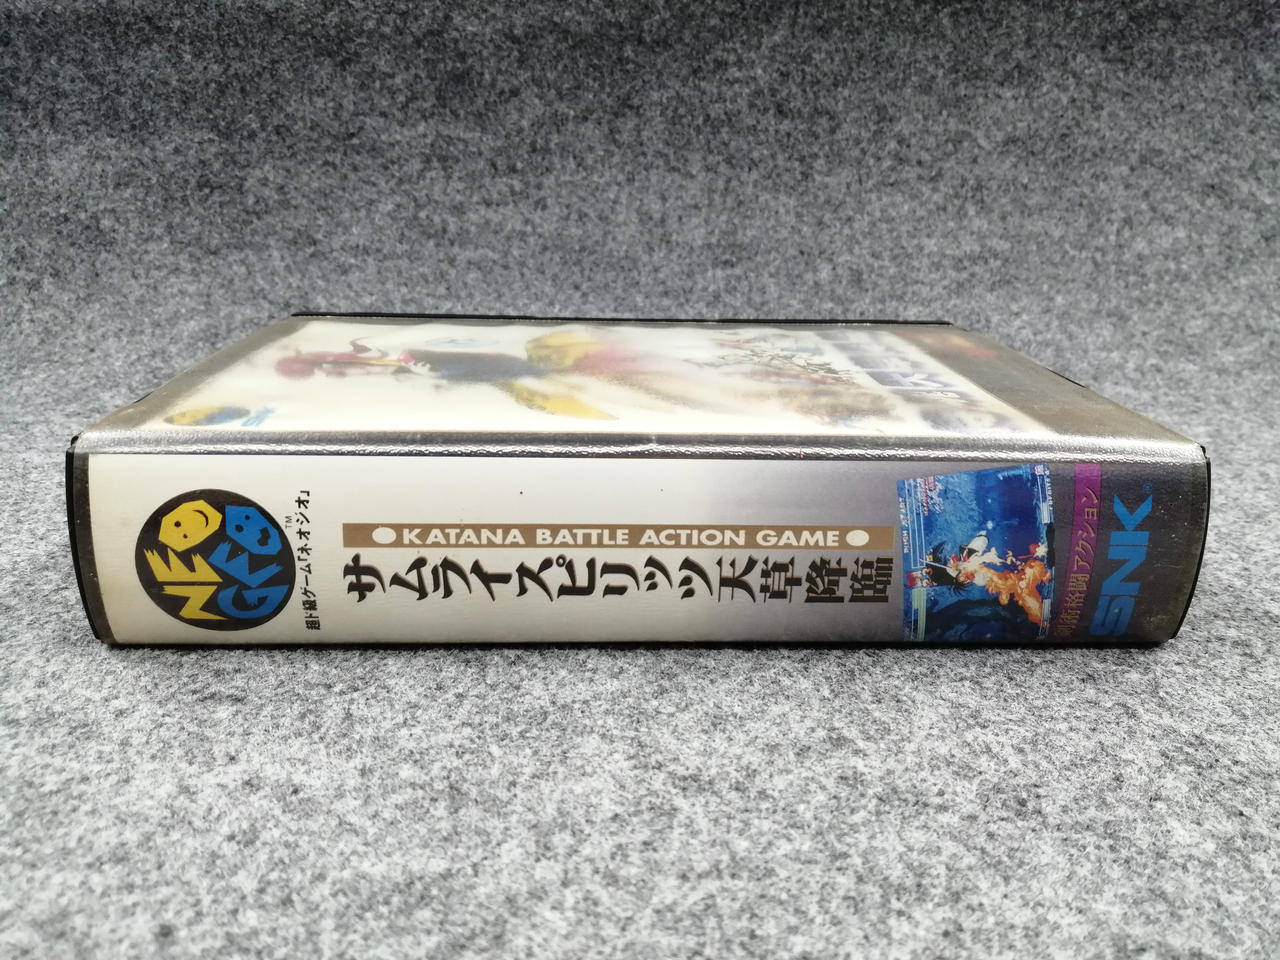 NEO GEO
TM
超ド級ゲーム「ネオジオ」
●KATANA BATTLE ACTION GAME●
サムライスピリッツ天草降臨
剣術格闘アクション
SNK®